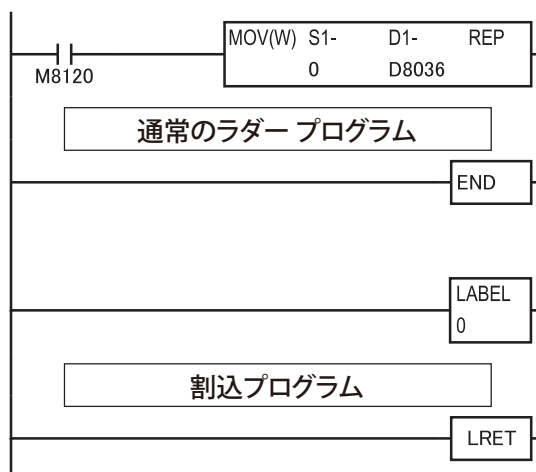 MOV(W) S1- D1- REP
0 D8036
M8120
通常のラダー プログラム
END
LABEL
0
割込プログラム
LRET